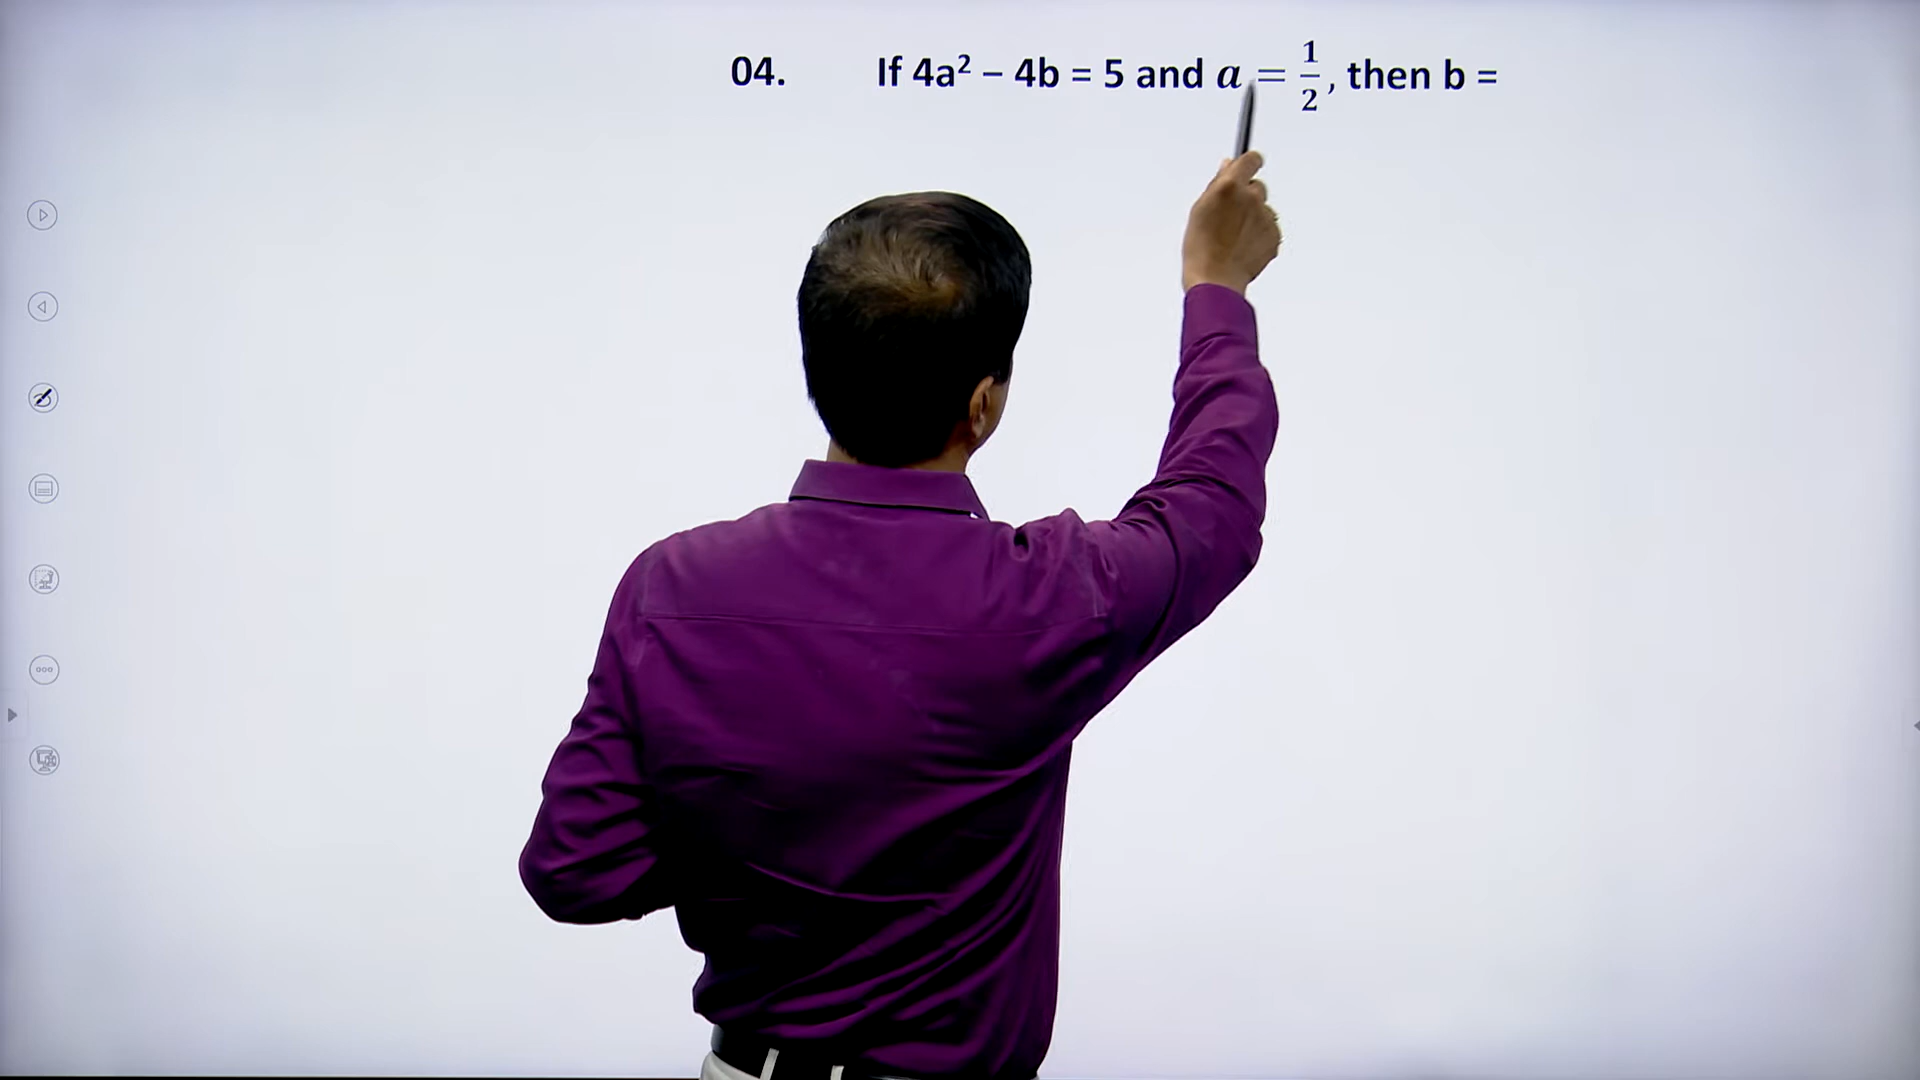 04. If 4a² – 4b = 5 and a = 1/2, then b =